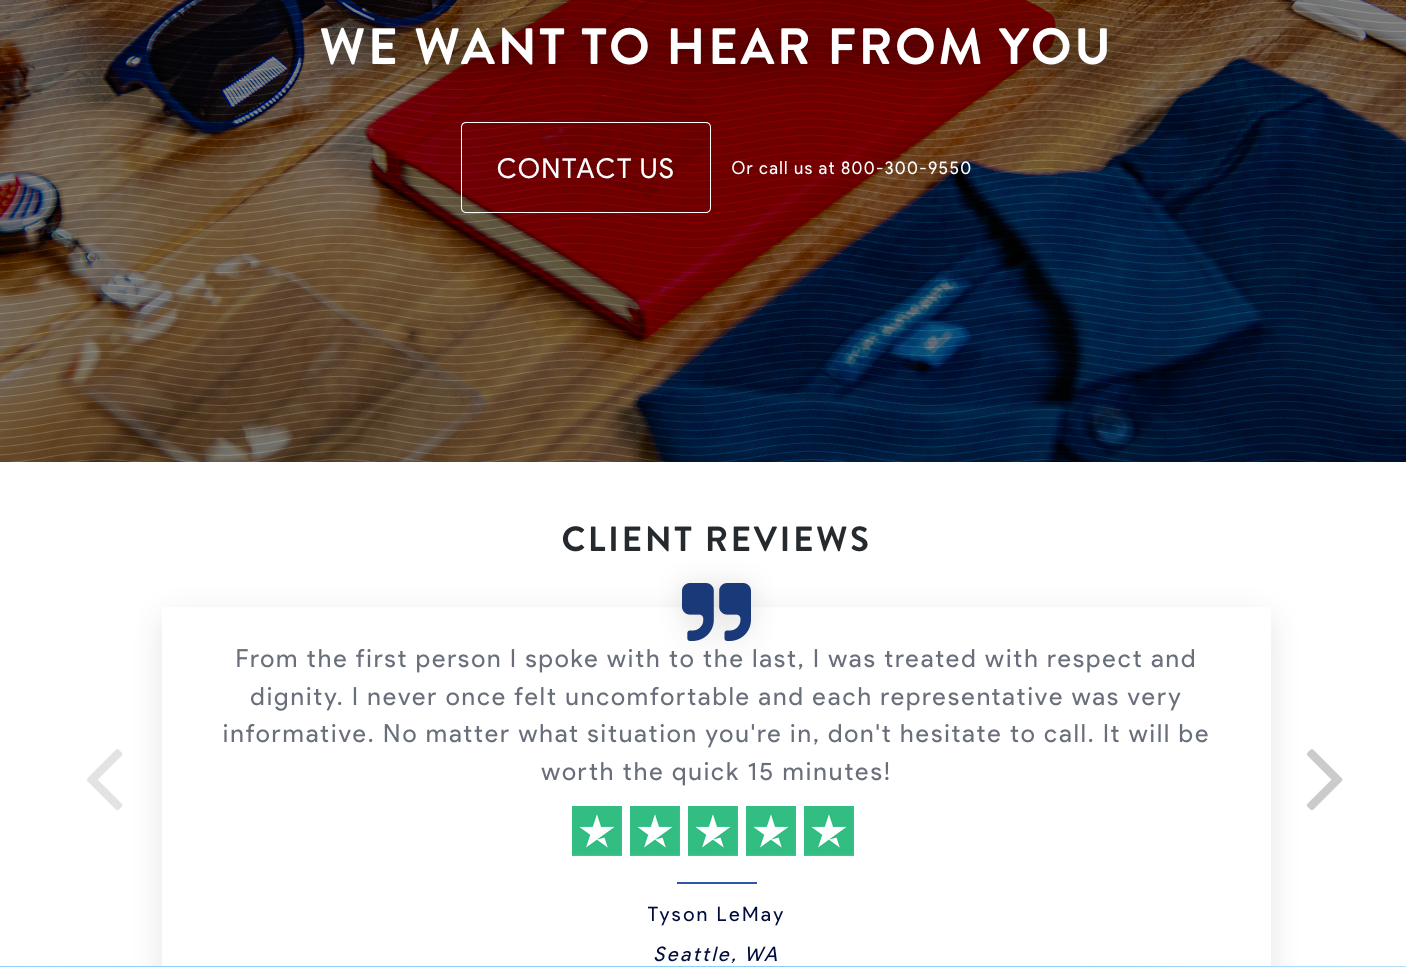 WE WANT TO HEAR FROM YOU
CONTACT US
Or call us at 800-300-9550
CLIENT REVIEWS
From the first person I spoke with to the last, I was treated with respect and
dignity. I never once felt uncomfortable and each representative was very
informative. No matter what situation you're in, don't hesitate to call. It will be
worth the quick 15 minutes!
Tyson LeMay
Seattle, WA